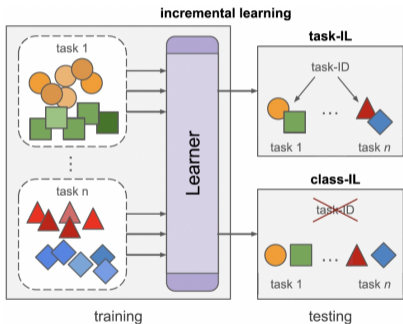 incremental learning
task 1
⋮
task n
Learner
training
task-IL
task-ID
...
task 1
task n
class-IL
task-ID
...
task 1
task n
testing